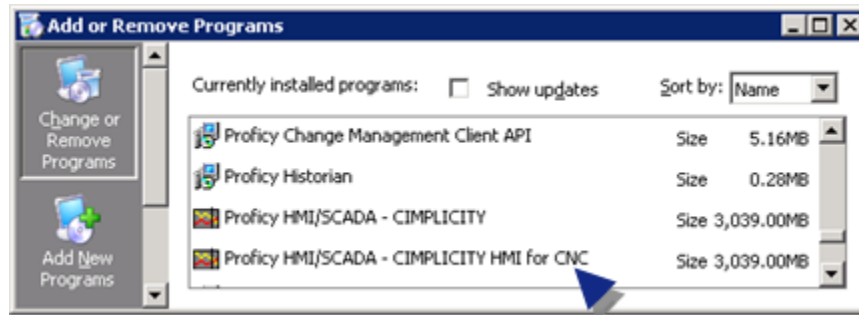 Add or Remove Programs
Change or
Remove
Programs
Add New
Programs
Currently installed programs: Show updates Sort by: Name
Proficy Change Management Client API Size 5.16MB
Proficy Historian Size 0.28MB
Proficy HMI/SCADA - CIMPLICITY Size 3,039.00MB
Proficy HMI/SCADA - CIMPLICITY HMI for CNC Size 3,039.00MB